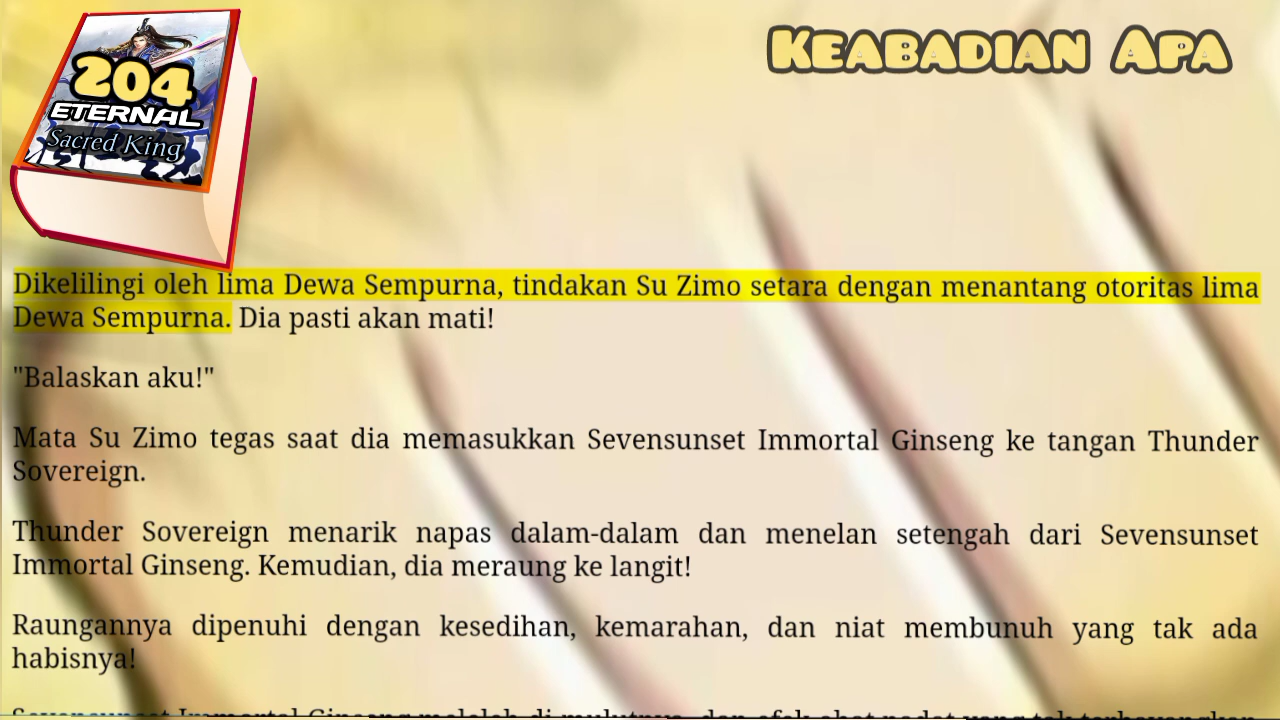 204
ETERNAL
Sacred King
KEABADIAN APA
Dikelilingi oleh lima Dewa Sempurna, tindakan Su Zimo setara dengan menantang otoritas lima
Dewa Sempurna. Dia pasti akan mati!
"Balaskan aku!"
Mata Su Zimo tegas saat dia memasukkan Sevensunset Immortal Ginseng ke tangan Thunder
Sovereign.
Thunder Sovereign menarik napas dalam-dalam dan menelan setengah dari Sevensunset
Immortal Ginseng. Kemudian, dia meraung ke langit!
Raungannya dipenuhi dengan kesedihan, kemarahan, dan niat membunuh yang tak ada
habisnya!